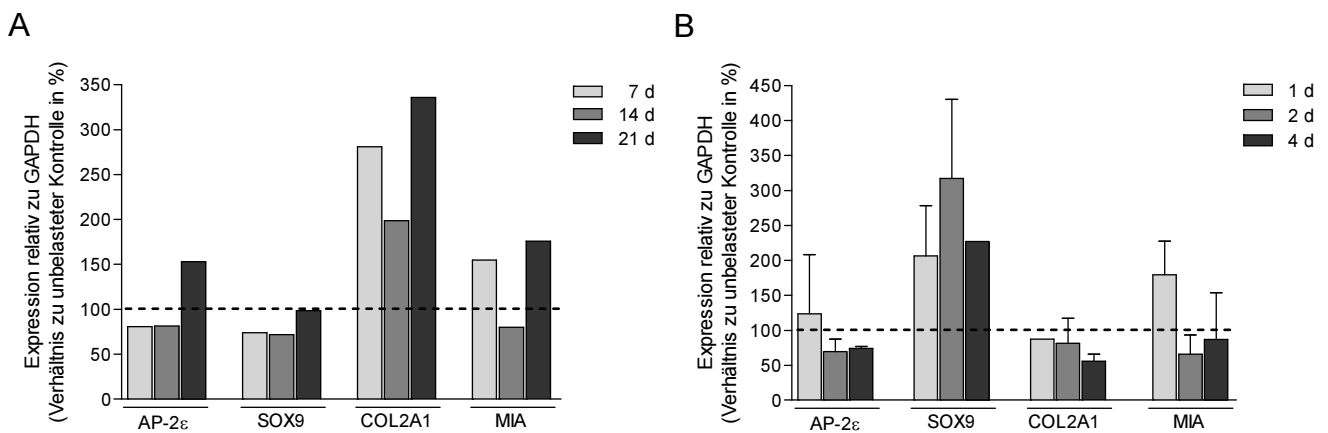 A
Expression relativ zu GAPDH
(Verhältnis zu unbelasteter Kontrolle in %)
350
300
250
200
150
100
50
0
AP-2ε
SOX9
COL2A1
MIA
7 d
14 d
21 d
B
Expression relativ zu GAPDH
(Verhältnis zu unbelasteter Kontrolle in %)
450
400
350
300
250
200
150
100
50
0
AP-2ε
SOX9
COL2A1
MIA
1 d
2 d
4 d